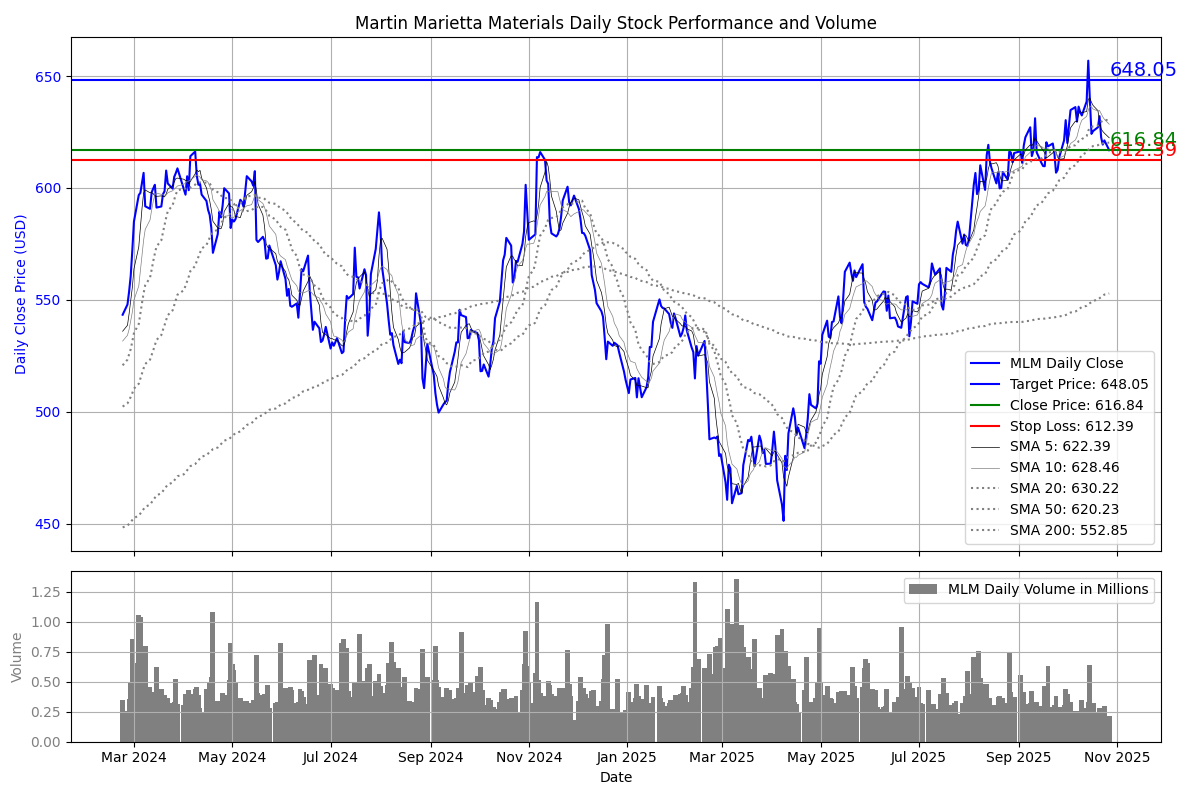 Martin Marietta Materials Daily Stock Performance and Volume
650
600
550
500
450
Daily Close Price (USD)
648.05
616.84
612.39
MLM Daily Close
Target Price: 648.05
Close Price: 616.84
Stop Loss: 612.39
SMA 5: 622.39
SMA 10: 628.46
SMA 20: 630.22
SMA 50: 620.23
SMA 200: 552.85
1.25
1.00
0.75
0.50
0.25
0.00
Volume
MLM Daily Volume in Millions
Mar 2024 May 2024 Jul 2024 Sep 2024 Nov 2024 Jan 2025 Mar 2025 May 2025 Jul 2025 Sep 2025 Nov 2025
Date